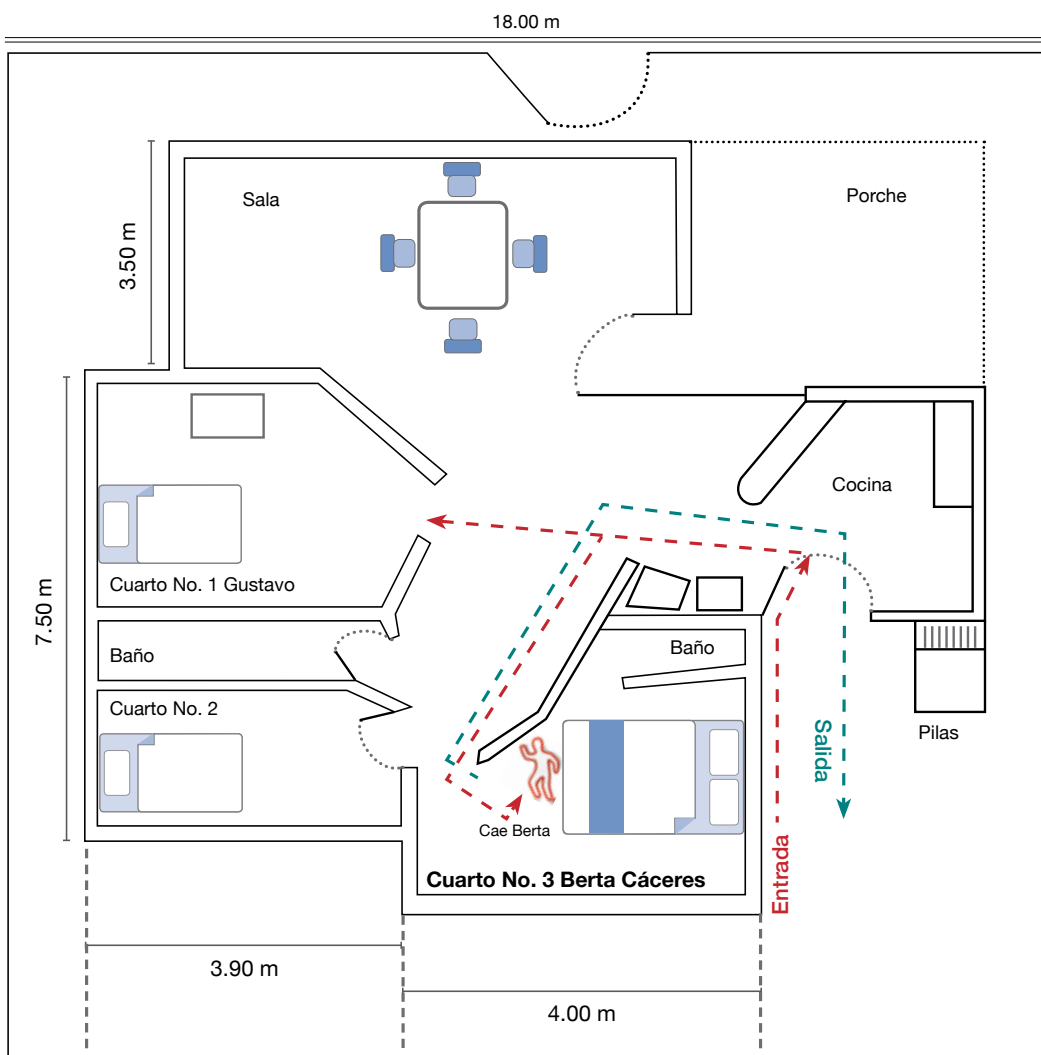 18.00 m
Sala
Porche
3.50 m
Cocina
Cuarto No. 1 Gustavo
7.50 m
Baño
Baño
Cuarto No. 2
Salida
Pilas
Cae Berta
Entrada
Cuarto No. 3 Berta Cáceres
3.90 m
4.00 m